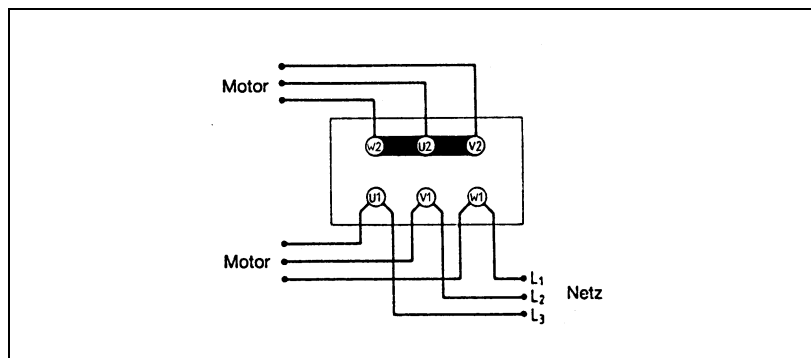 Motor
W2 U2 V2
U1 V1 W1
Motor
L1
L2 Netz
L3